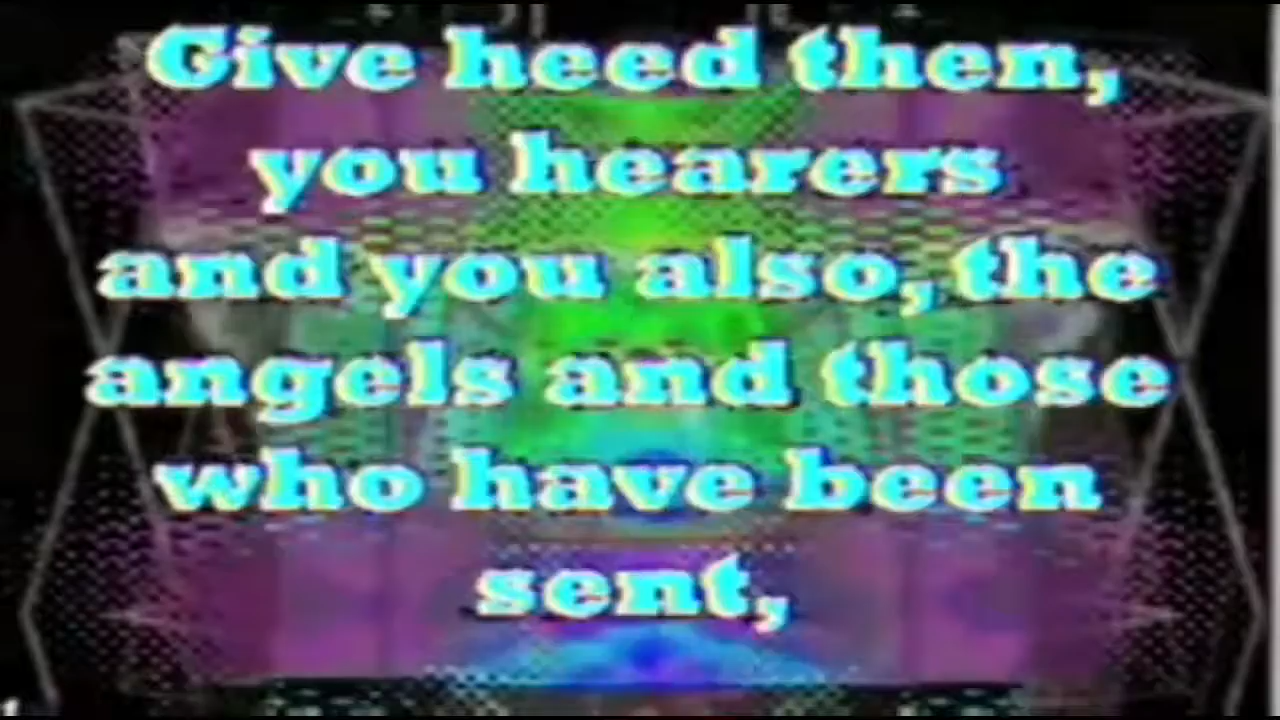 Give heed then,
you hearers
and you also, the
angels and those
who have been
sent,